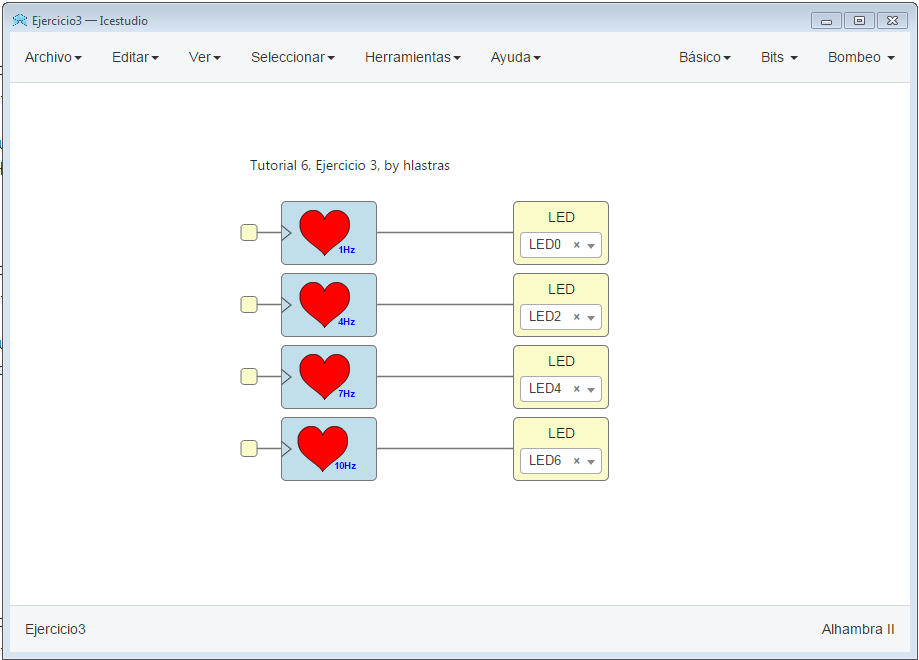 Ejercicio3 — Icestudio
Archivo Editar Ver Seleccionar Herramientas Ayuda Básico Bits Bombeo
Tutorial 6, Ejercicio 3, by hlastras
LED
1Hz LED0 ×
LED
4Hz LED2 ×
LED
7Hz LED4 ×
LED
10Hz LED6 ×
Ejercicio3 Alhambra II